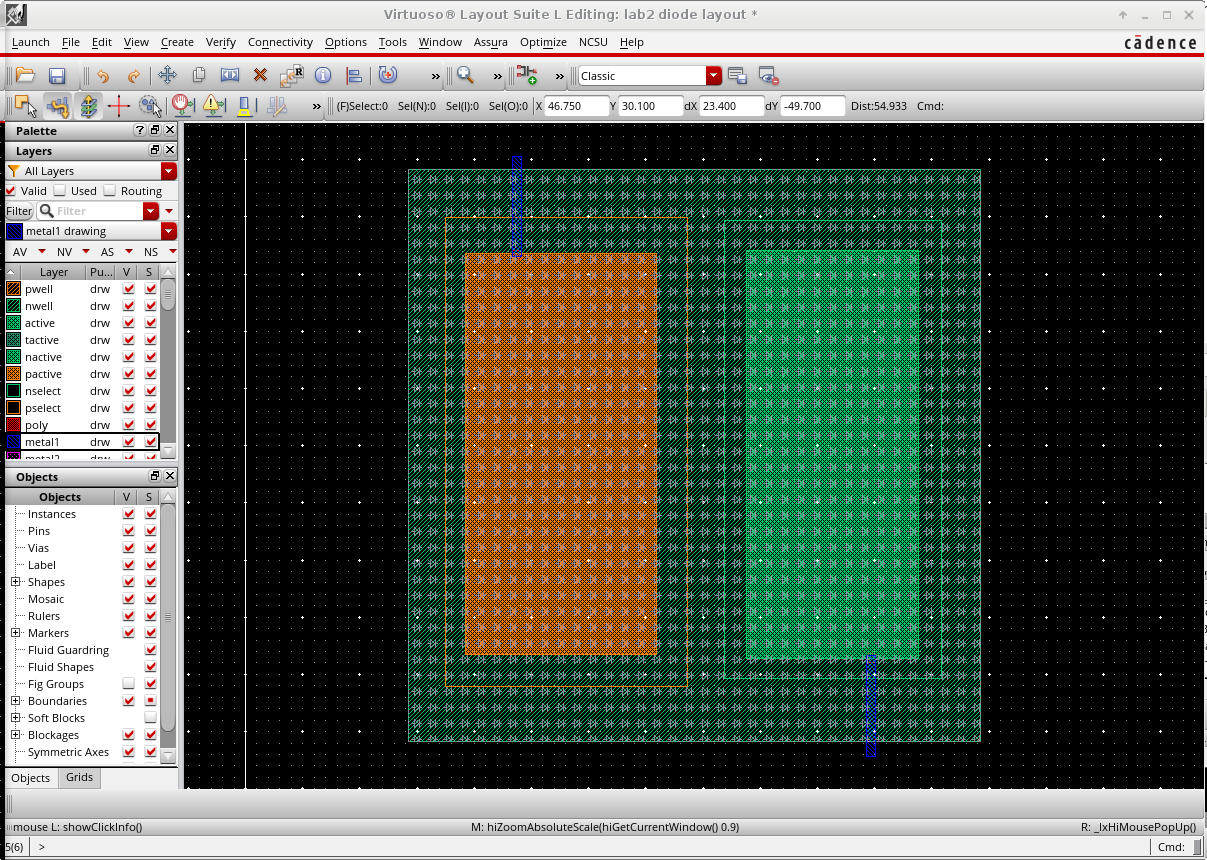 Virtuoso® Layout Suite L Editing: lab2 diode layout *
Launch File Edit View Create Verify Connectivity Options Tools Window Assura Optimize NCSU Help
cādence
» » » Classic
» (F)Select:0 Sel(N):0 Sel(I):0 Sel(O):0 X 46.750 Y 30.100 dX 23.400 dY -49.700 Dist:54.933 Cmd:
Palette
Layers
All Layers
Valid Used Routing
Filter Filter
metal1 drawing
AV NV AS NS
Layer Pu... V S
pwell drw
nwell drw
active drw
tactive drw
nactive drw
pactive drw
nselect drw
pselect drw
poly drw
metal1 drw
metal2 drw
Objects
Objects V S
Instances
Pins
Vias
Label
Shapes
Mosaic
Rulers
Markers
Fluid Guardring
Fluid Shapes
Fig Groups
Boundaries
Soft Blocks
Blockages
Symmetric Axes
Objects Grids
mouse L: showClickInfo()
M: hiZoomAbsoluteScale(hiGetCurrentWindow() 0.9)
R: _lxHiMousePopUp()
5(6) >
Cmd: